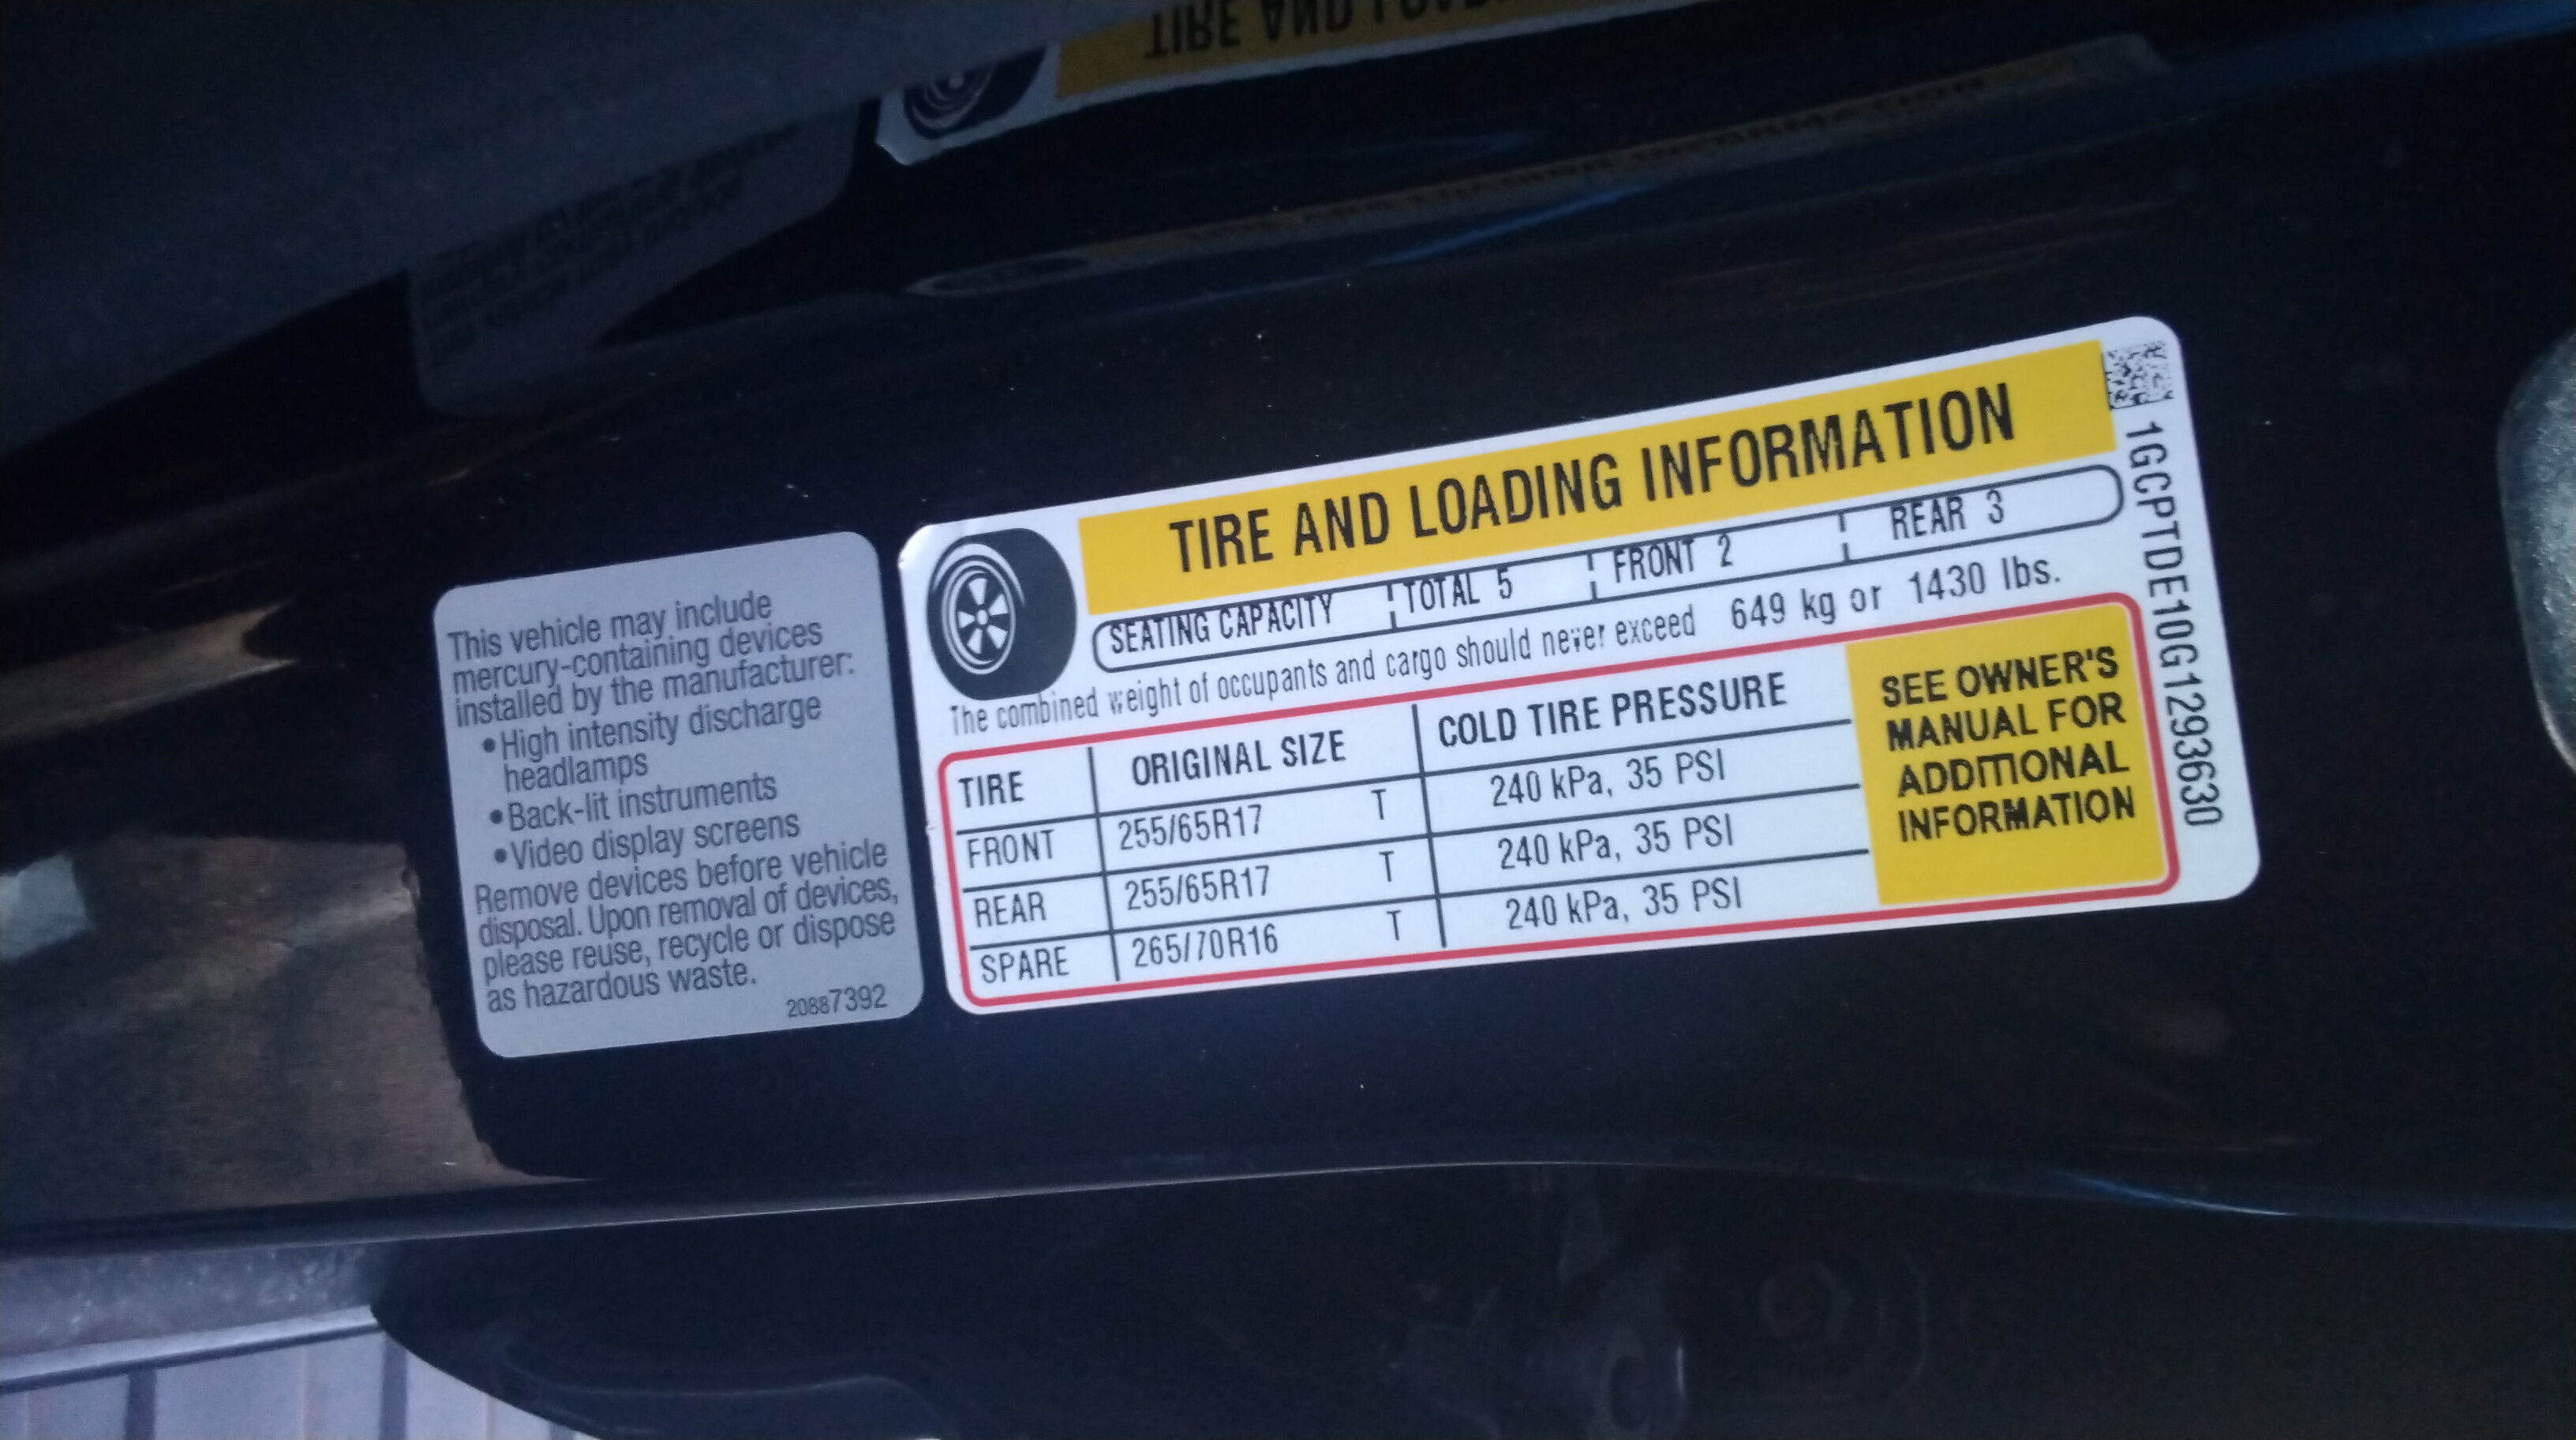 TIRE AND LOADI
This vehicle may include
mercury-containing devices
installed by the manufacturer:
•High intensity discharge
headlamps
•Back-lit instruments
•Video display screens
Remove devices before vehicle
disposal. Upon removal of devices,
please reuse, recycle or dispose
as hazardous waste.
20887392
TIRE AND LOADING INFORMATION
SEATING CAPACITY TOTAL 5 FRONT 2 REAR 3
The combined weight of occupants and cargo should never exceed 649 kg or 1430 lbs.
TIRE ORIGINAL SIZE COLD TIRE PRESSURE
FRONT 255/65R17 T 240 kPa, 35 PSI
REAR 255/65R17 T 240 kPa, 35 PSI
SPARE 265/70R16 T 240 kPa, 35 PSI
SEE OWNER'S
MANUAL FOR
ADDITIONAL
INFORMATION
1GCPTDE10G1293630